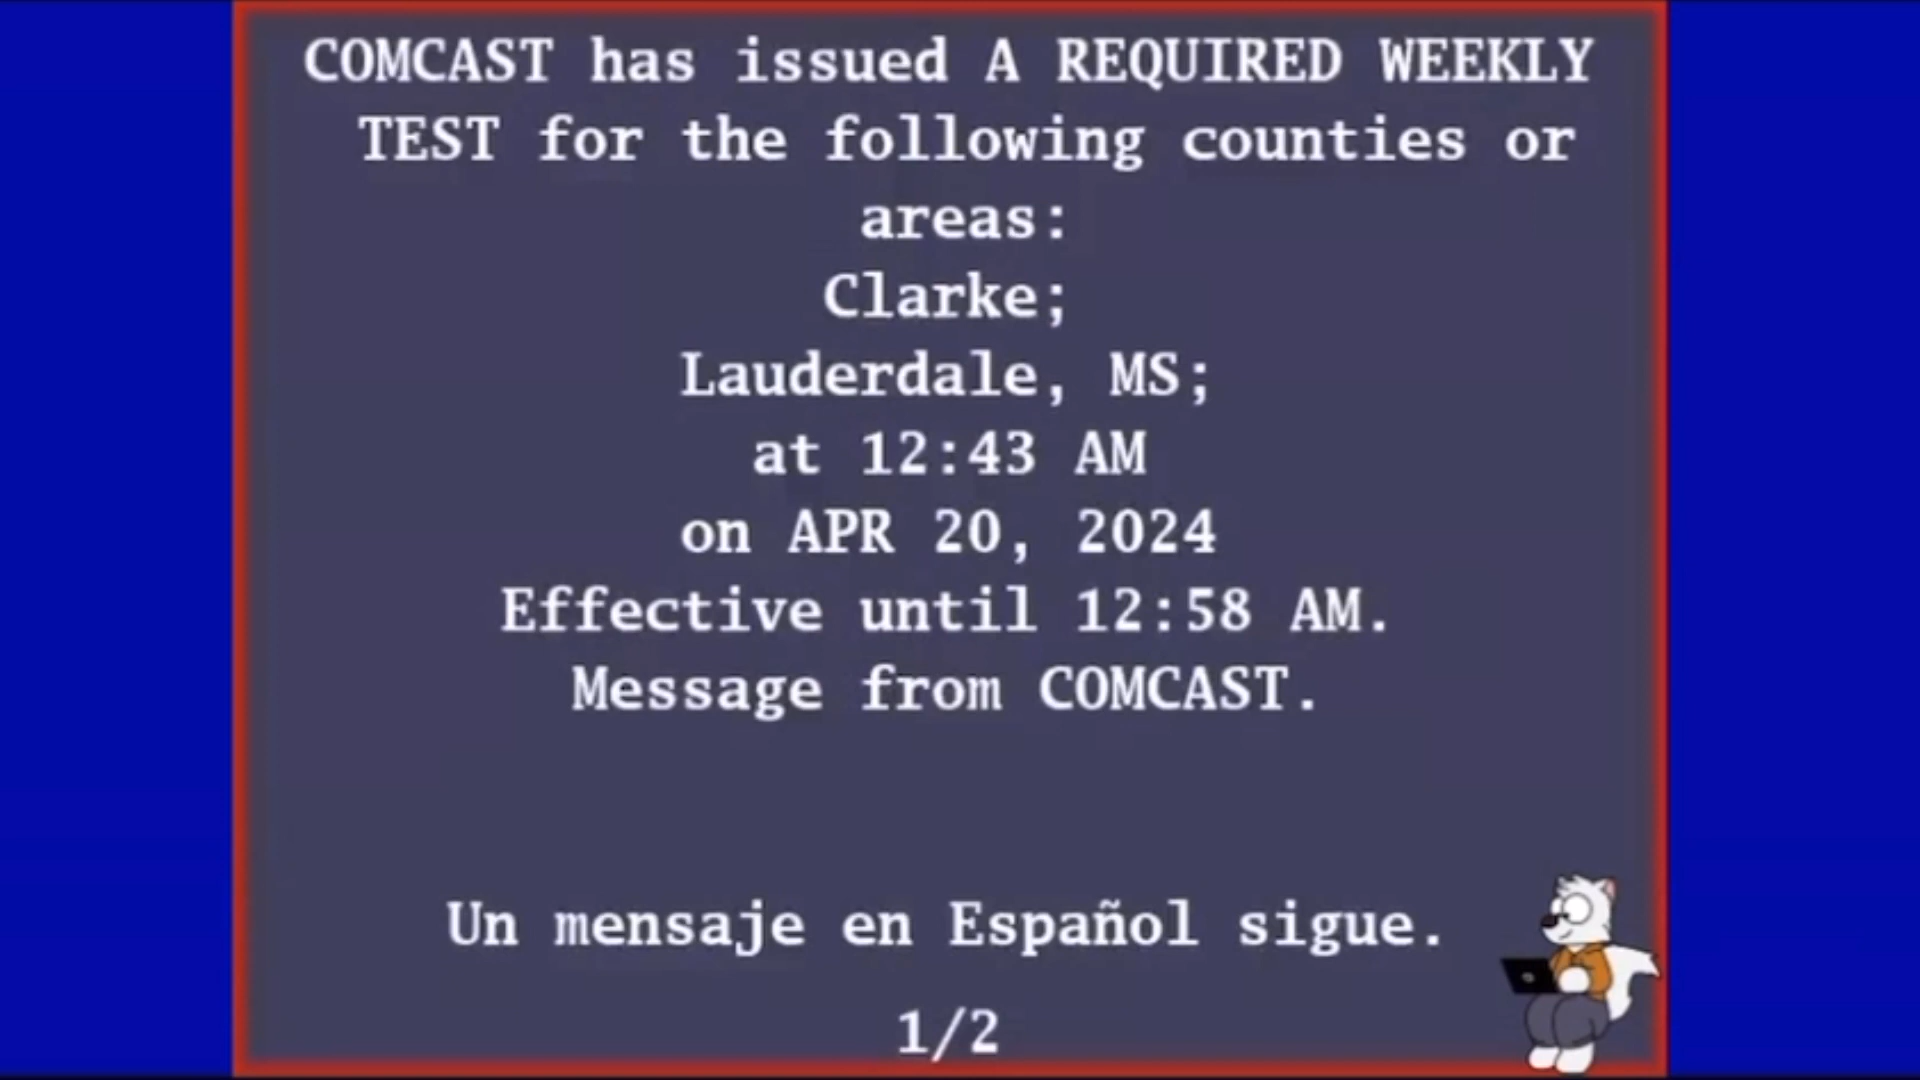 COMCAST has issued A REQUIRED WEEKLY
TEST for the following counties or
areas:
Clarke;
Lauderdale, MS;
at 12:43 AM
on APR 20, 2024
Effective until 12:58 AM.
Message from COMCAST.
Un mensaje en Español sigue.
1/2